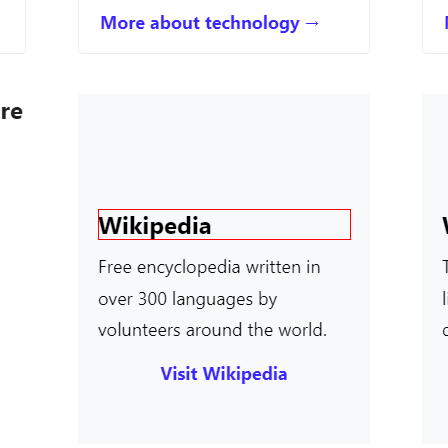 More about technology →
re
Wikipedia
Free encyclopedia written in
over 300 languages by
volunteers around the world.
Visit Wikipedia